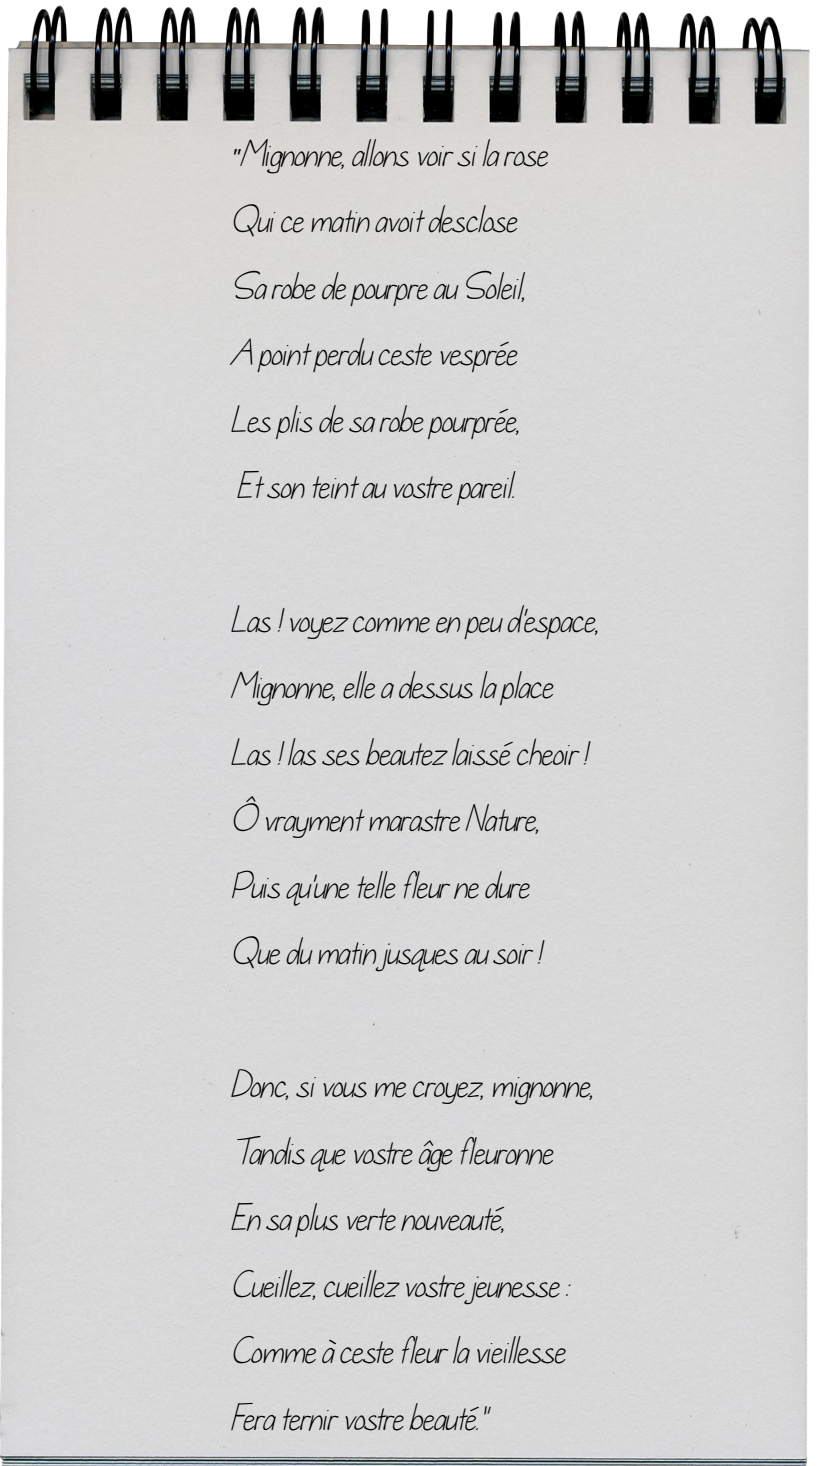 "Mignonne, allons voir si la rose
Qui ce matin avoit desclose
Sa robe de pourpre au Soleil,
A point perdu ceste vesprée
Les plis de sa robe pourprée,
Et son teint au vostre pareil.
Las ! voyez comme en peu d'espace,
Mignonne, elle a dessus la place
Las ! las ses beautez laissé cheoir !
Ô vrayment marastre Nature,
Puis qu'une telle fleur ne dure
Que du matin jusques au soir !
Donc, si vous me croyez, mignonne,
Tandis que vostre âge fleuronne
En sa plus verte nouveauté,
Cueillez, cueillez vostre jeunesse :
Comme à ceste fleur la vieillesse
Fera ternir vostre beauté."